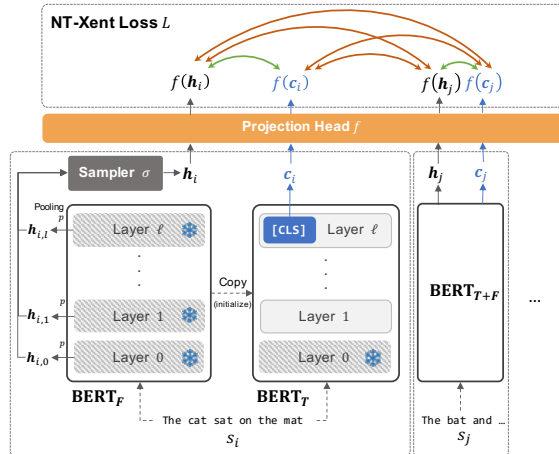 NT-Xent Loss L
f(h_i) f(c_i) f(h_j) f(c_j)
Projection Head f
Sampler σ h_i c_i h_j c_j
Pooling
h_{i,l} p Layer ℓ [CLS] Layer ℓ
Copy
(initialize)
BERT_{T+F} ...
h_{i,1} p Layer 1 Layer 1
h_{i,0} p Layer 0 Layer 0
BERT_F BERT_T
The cat sat on the mat The bat and …
s_i s_j